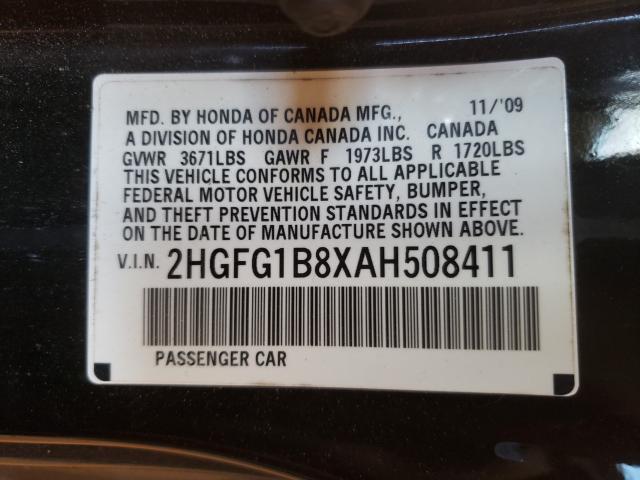 MFD. BY HONDA OF CANADA MFG., 11/'09
A DIVISION OF HONDA CANADA INC. CANADA
GVWR 3671LBS GAWR F 1973LBS R 1720LBS
THIS VEHICLE CONFORMS TO ALL APPLICABLE
FEDERAL MOTOR VEHICLE SAFETY, BUMPER,
AND THEFT PREVENTION STANDARDS IN EFFECT
ON THE DATE OF MANUFACTURE SHOWN ABOVE.
V.I.N. 2HGFG1B8XAH508411
PASSENGER CAR